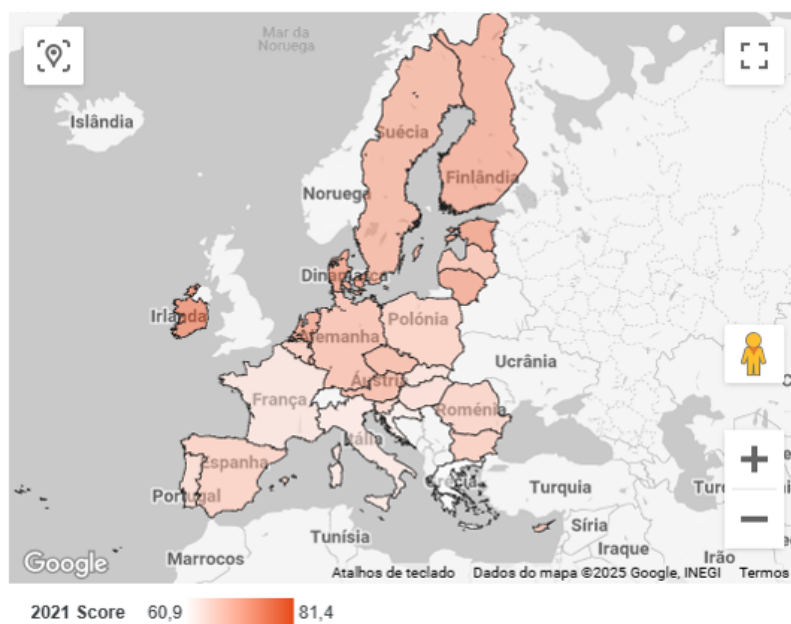 Mar da
Noruega
Islândia
Suécia
Finlândia
Noruega
Dinamarca
Irlanda
Polónia
Alemanha
Ucrânia
Áustria
França
Roménia
Itália
Espanha
Portugal
Grécia
Turquia
Síria
Tunísia
Iraque
Marrocos
Irão
Google
Atalhos de teclado Dados do mapa ©2025 Google, INEGI Termos
2021 Score 60,9 81,4